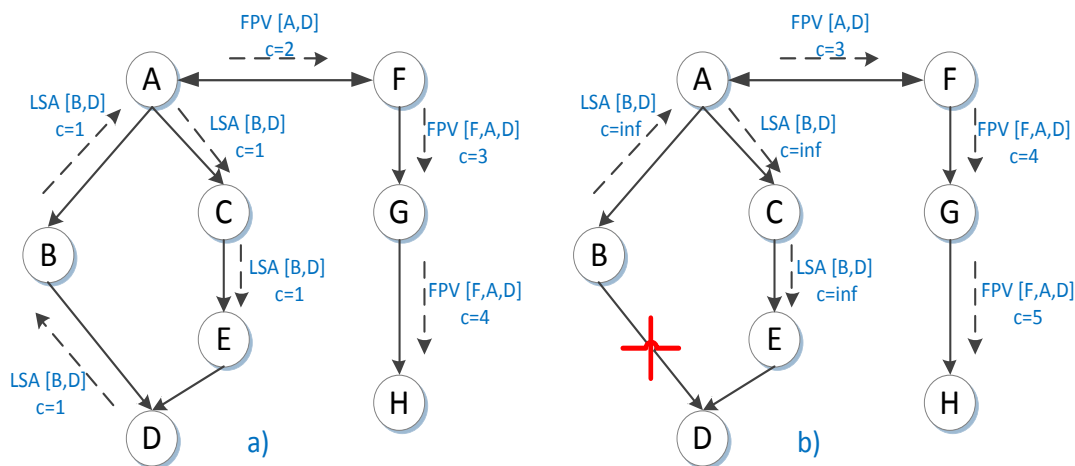 FPV [A,D]
c=2
A
F
LSA [B,D]
c=1
LSA [B,D]
c=1
FPV [F,A,D]
c=3
C
G
B
LSA [B,D]
c=1
FPV [F,A,D]
c=4
E
LSA [B,D]
c=1
H
D
a)
FPV [A,D]
c=3
A
F
LSA [B,D]
c=inf
LSA [B,D]
c=inf
FPV [F,A,D]
c=4
C
G
B
LSA [B,D]
c=inf
FPV [F,A,D]
c=5
E
H
D
b)